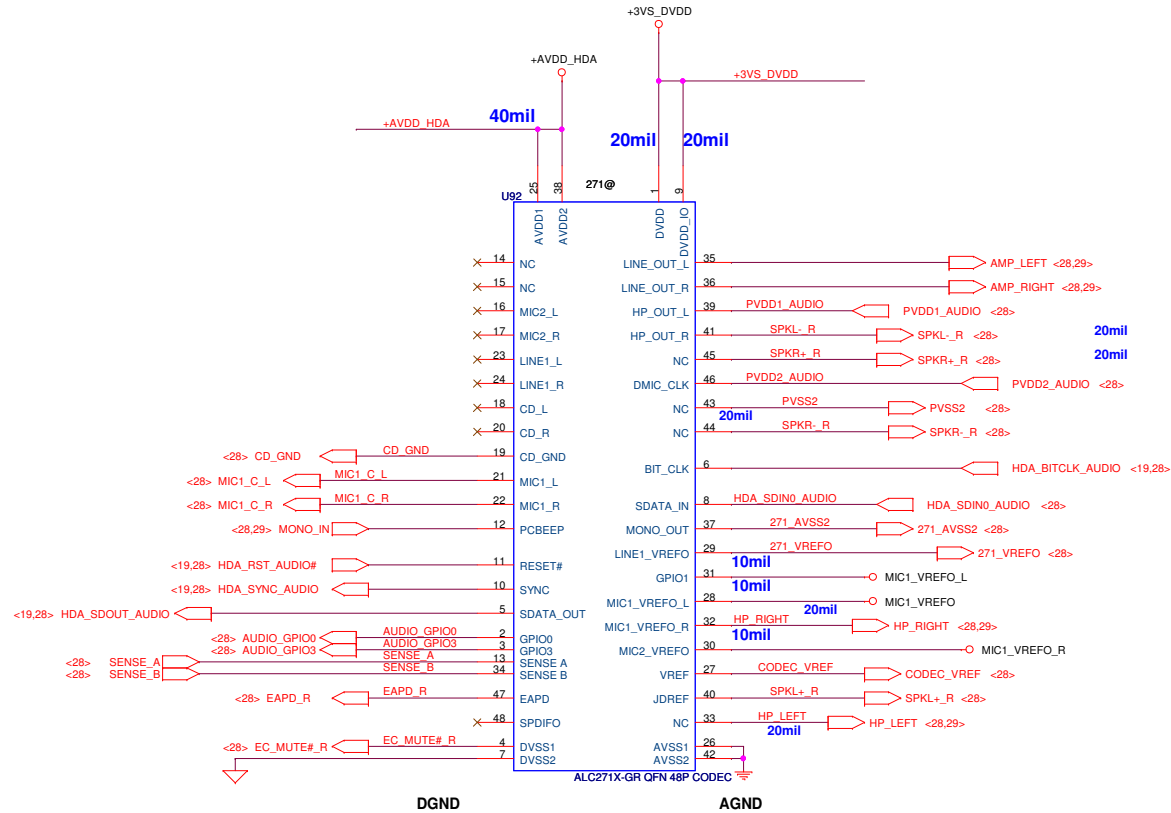 +3VS_DVDD
+AVDD_HDA
+3VS_DVDD
40mil
+AVDD_HDA
20mil 20mil
25 38 271@ 1 9
U92
AVDD1 AVDD2 DVDD DVDD_IO
14 NC LINE_OUT_L 35 AMP_LEFT <28,29>
15 NC LINE_OUT_R 36 AMP_RIGHT <28,29>
16 MIC2_L HP_OUT_L 39 PVDD1_AUDIO PVDD1_AUDIO <28>
17 MIC2_R HP_OUT_R 41 SPKL-_R SPKL-_R <28> 20mil
23 LINE1_L NC 45 SPKR+_R SPKR+_R <28> 20mil
24 LINE1_R DMIC_CLK 46 PVDD2_AUDIO PVDD2_AUDIO <28>
18 CD_L NC 43 20mil PVSS2 PVSS2 <28>
20 CD_R NC 44 SPKR-_R SPKR-_R <28>
<28> CD_GND CD_GND 19 CD_GND
BIT_CLK 6 HDA_BITCLK_AUDIO <19,28>
<28> MIC1_C_L MIC1_C_L 21 MIC1_L
<28> MIC1_C_R MIC1_C_R 22 MIC1_R SDATA_IN 8 HDA_SDIN0_AUDIO HDA_SDIN0_AUDIO <28>
<28,29> MONO_IN 12 PCBEEP MONO_OUT 37 271_AVSS2 271_AVSS2 <28>
LINE1_VREFO 29 271_VREFO 271_VREFO <28>
10mil
<19,28> HDA_RST_AUDIO# 11 RESET# GPIO1 31 MIC1_VREFO_L
10mil
<19,28> HDA_SYNC_AUDIO 10 SYNC MIC1_VREFO_L 28 MIC1_VREFO
20mil
<19,28> HDA_SDOUT_AUDIO 5 SDATA_OUT MIC1_VREFO_R 32 HP_RIGHT HP_RIGHT <28,29>
10mil
<28> AUDIO_GPIO0 AUDIO_GPIO0 2 GPIO0
<28> AUDIO_GPIO3 AUDIO_GPIO3 3 GPIO3 MIC2_VREFO 30 MIC1_VREFO_R
<28> SENSE_A SENSE_A 13 SENSE A
<28> SENSE_B SENSE_B 34 SENSE B VREF 27 CODEC_VREF CODEC_VREF <28>
<28> EAPD_R EAPD_R 47 EAPD JDREF 40 SPKL+_R SPKL+_R <28>
48 SPDIFO NC 33 HP_LEFT HP_LEFT <28,29>
20mil
<28> EC_MUTE#_R EC_MUTE#_R 4 DVSS1 AVSS1 26
7 DVSS2 AVSS2 42
ALC271X-GR QFN 48P CODEC
DGND AGND